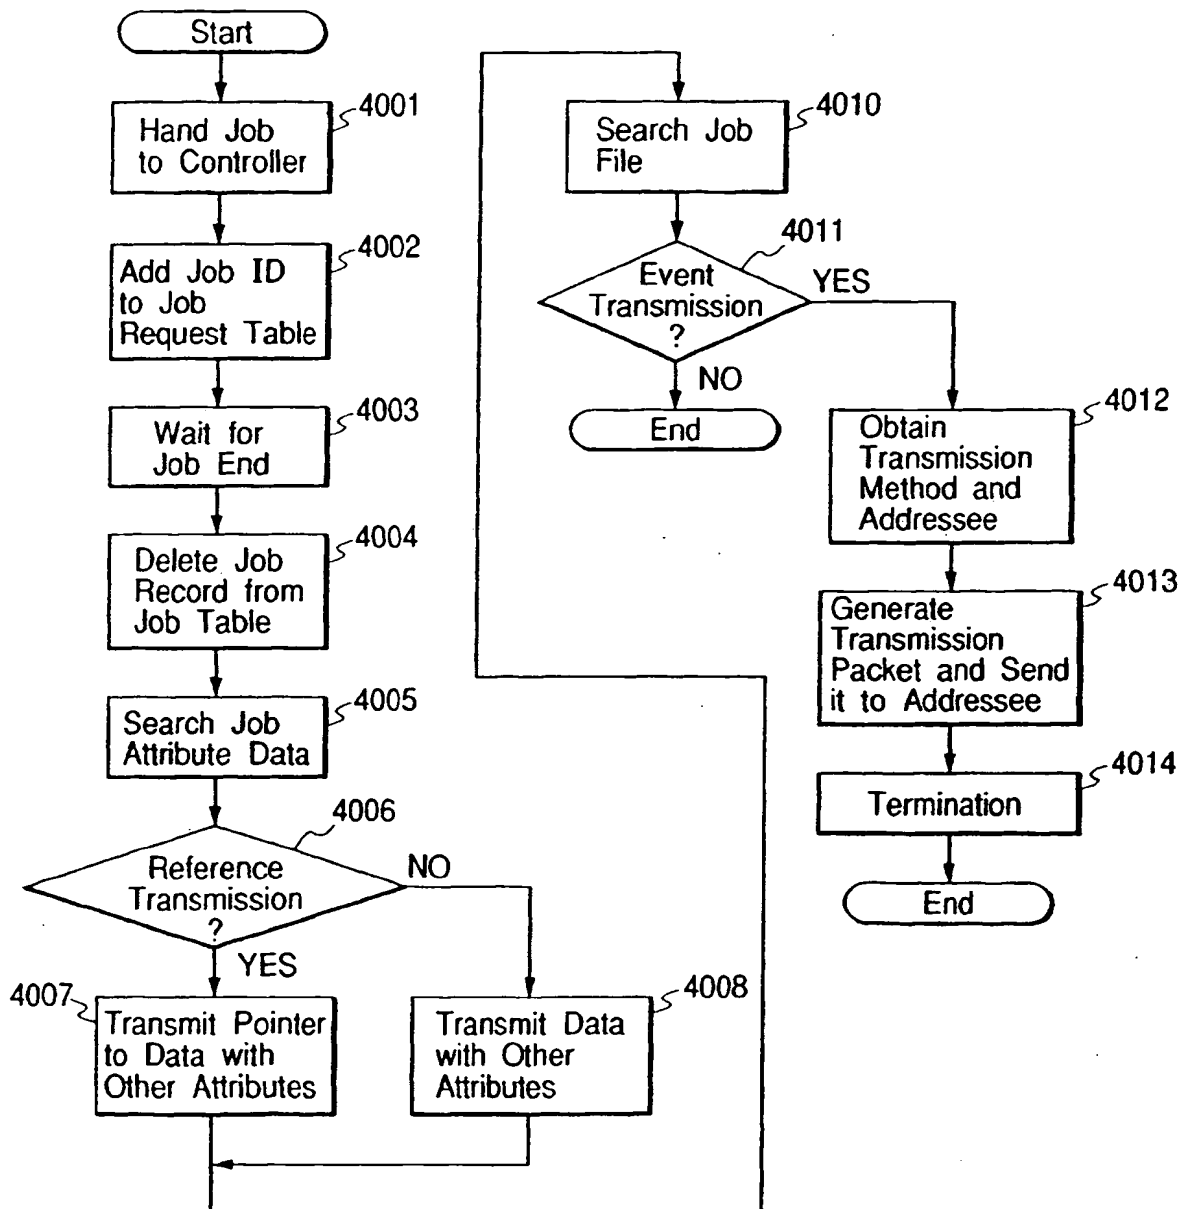 Start
4001
Hand Job
to Controller
4002
Add Job ID
to Job
Request Table
4003
Wait for
Job End
4004
Delete Job
Record from
Job Table
4005
Search Job
Attribute Data
4006
Reference
Transmission
?
NO
YES
4007
Transmit Pointer
to Data with
Other Attributes
4008
Transmit Data
with Other
Attributes
4010
Search Job
File
4011
Event
Transmission
?
YES
NO
End
4012
Obtain
Transmission
Method and
Addressee
4013
Generate
Transmission
Packet and Send
it to Addressee
4014
Termination
End